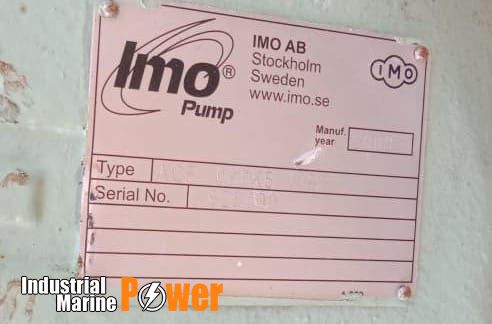 Imo®
Pump
IMO AB
Stockholm
Sweden
www.imo.se
IMO
Manuf.
year
Type
Serial No.
Industrial
Marine
Power